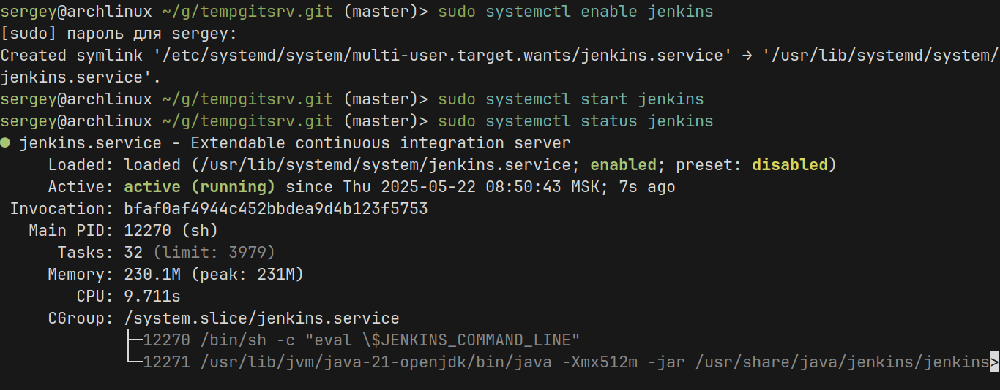 sergey@archlinux ~/g/tempgitsrv.git (master)> sudo systemctl enable jenkins
[sudo] пароль для sergey:
Created symlink '/etc/systemd/system/multi-user.target.wants/jenkins.service' → '/usr/lib/systemd/system/
jenkins.service'.
sergey@archlinux ~/g/tempgitsrv.git (master)> sudo systemctl start jenkins
sergey@archlinux ~/g/tempgitsrv.git (master)> sudo systemctl status jenkins
● jenkins.service - Extendable continuous integration server
     Loaded: loaded (/usr/lib/systemd/system/jenkins.service; enabled; preset: disabled)
     Active: active (running) since Thu 2025-05-22 08:50:43 MSK; 7s ago
 Invocation: bfaf0af4944c452bbdea9d4b123f5753
   Main PID: 12270 (sh)
      Tasks: 32 (limit: 3979)
     Memory: 230.1M (peak: 231M)
        CPU: 9.711s
     CGroup: /system.slice/jenkins.service
             ├─12270 /bin/sh -c "eval \$JENKINS_COMMAND_LINE"
             └─12271 /usr/lib/jvm/java-21-openjdk/bin/java -Xmx512m -jar /usr/share/java/jenkins/jenkins>